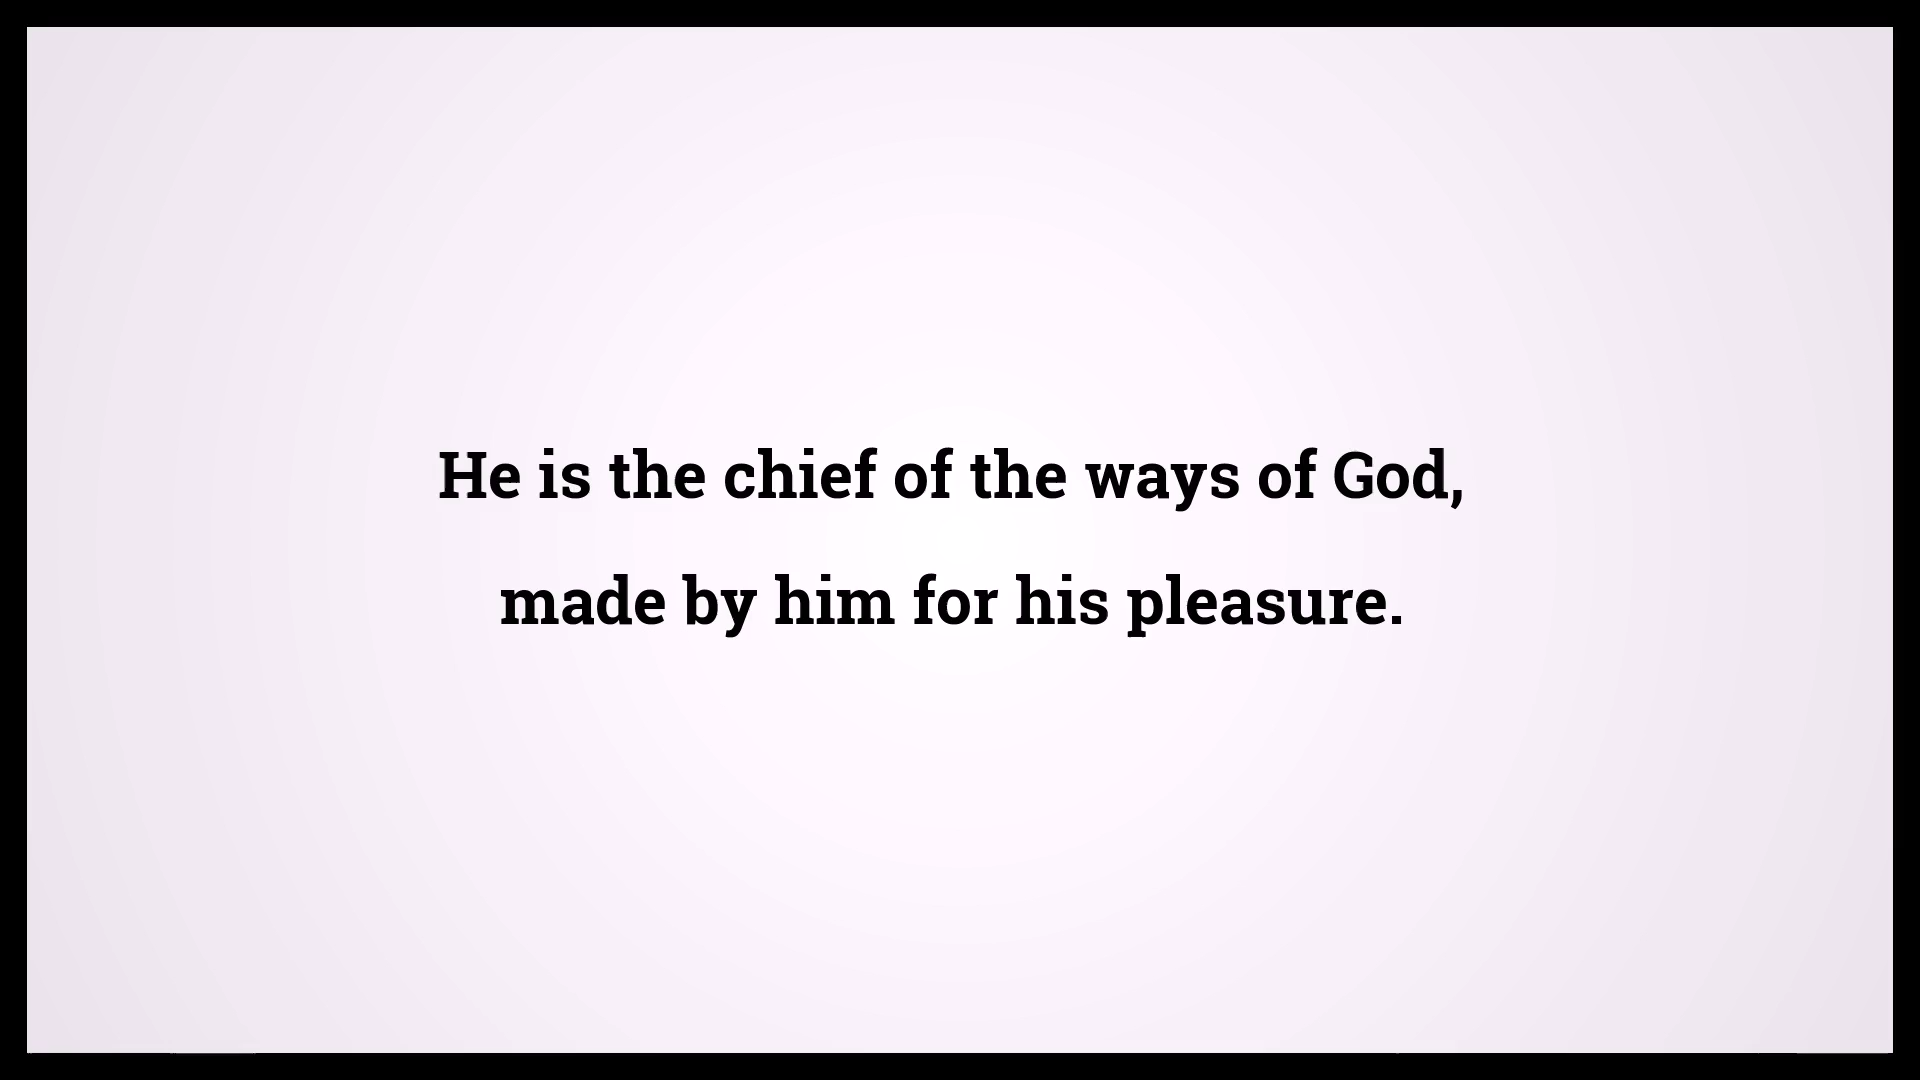 He is the chief of the ways of God,
made by him for his pleasure.